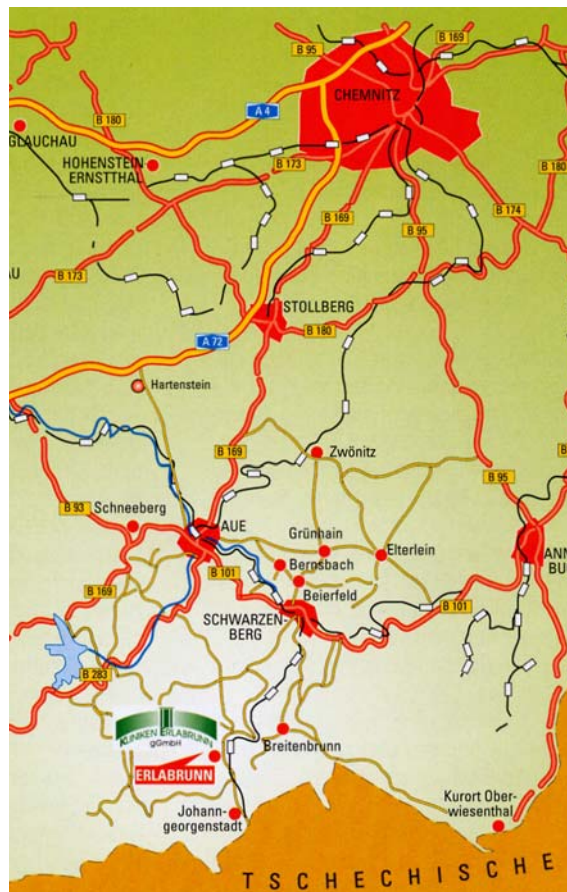 B 95
B 169
CHEMNITZ
A 4
B 180
GLAUCHAU
HOHENSTEIN
ERNSTTHAL
B 173
B 180
B 169
B 174
B 95
AU
B 173
STOLLBERG
B 180
A 72
Hartenstein
B 169
Zwönitz
B 95
B 93
Schneeberg
AUE
Grünhain
Elterlein
ANN
BU
Bernsbach
Beierfeld
B 169
B 101
B 101
SCHWARZEN-
BERG
B 283
KLINIKEN ERLABRUNN
gGmbH
ERLABRUNN
Breitenbrunn
Johann-
georgenstadt
Kurort Ober-
wiesenthal
TSCHECHISCHE